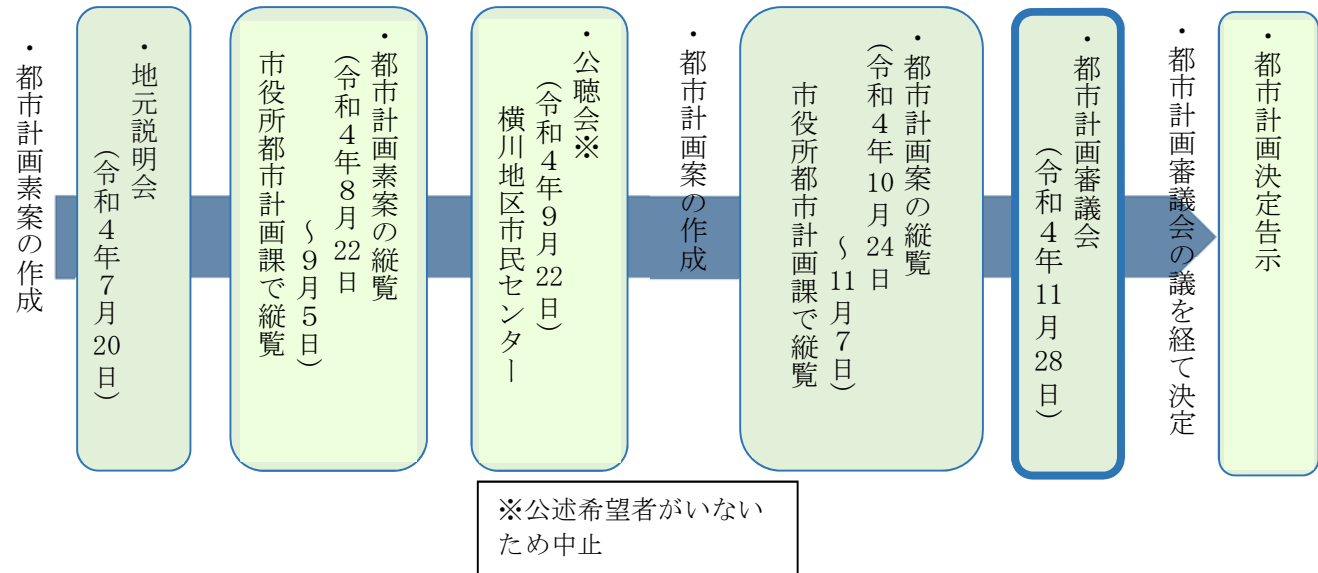 ・都市計画素案の作成
・地元説明会
（令和４年７月20日）
・都市計画素案の縦覧
（令和４年８月22日
～９月５日）
市役所都市計画課で縦覧
・公聴会※
（令和４年９月22日）
横川地区市民センター
・都市計画案の作成
・都市計画案の縦覧
（令和４年10月24日
～11月７日）
市役所都市計画課で縦覧
・都市計画審議会
（令和４年11月28日）
・都市計画審議会の議を経て決定
・都市計画決定告示
※公述希望者がいない
ため中止